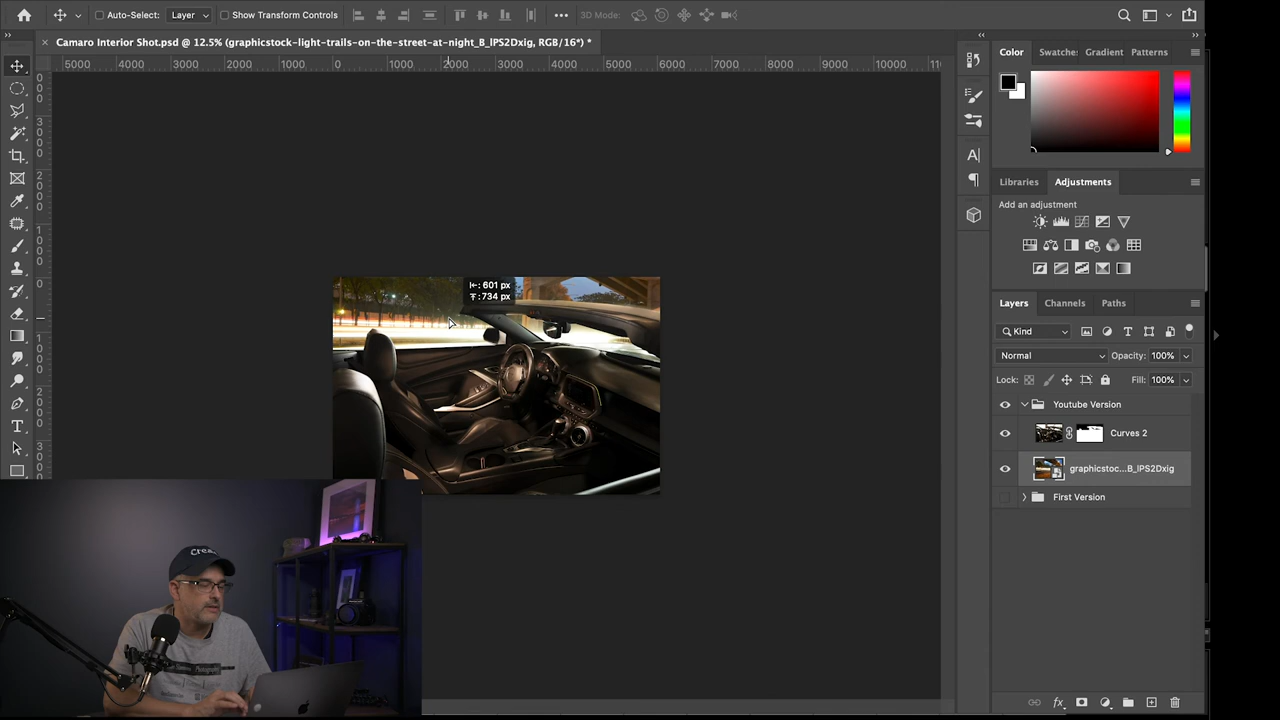 Auto-Select: Layer Show Transform Controls 3D Mode:
Camaro Interior Shot.psd @ 12.5% (graphicstock-light-trails-on-the-street-at-night_B_IPS2Dxig, RGB/16*) *
5000 4000 3000 2000 1000 0 1000 2000 3000 4000 5000 6000 7000 8000 9000 10000
601 px
734 px
Color Swatches Gradient Patterns
Libraries Adjustments
Add an adjustment
Layers Channels Paths
Kind
Normal Opacity: 100%
Lock: Fill: 100%
Youtube Version
Curves 2
graphicstoc...B_IPS2Dxig
First Version